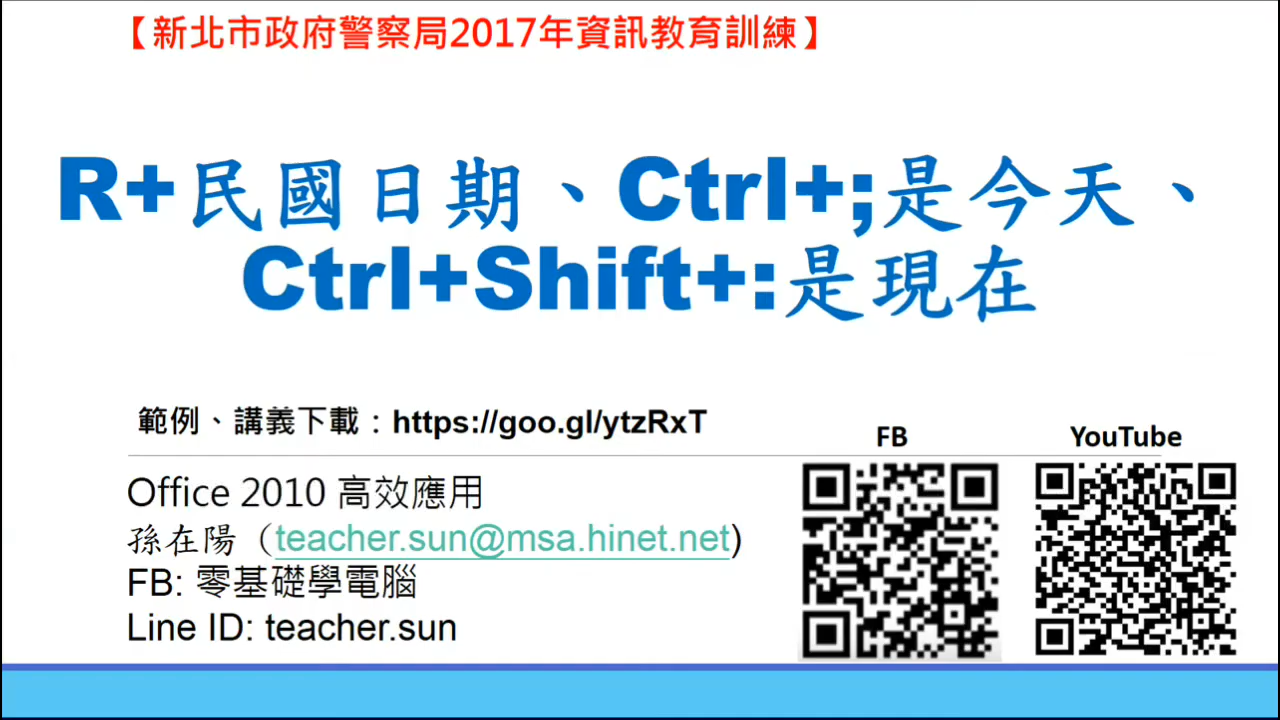 【新北市政府警察局2017年資訊教育訓練】
R+民國日期、Ctrl+;是今天、
Ctrl+Shift+:是現在
範例、講義下載：https://goo.gl/ytzRxT
FB
YouTube
Office 2010 高效應用
孫在陽（teacher.sun@msa.hinet.net)
FB: 零基礎學電腦
Line ID: teacher.sun